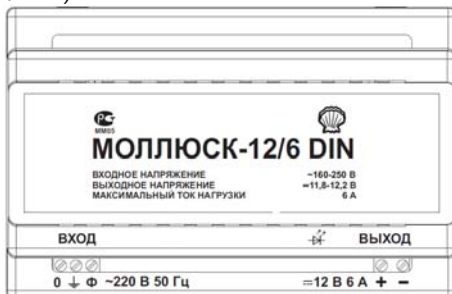 ММ05
МОЛЛЮСК-12/6 DIN
ВХОДНОЕ НАПРЯЖЕНИЕ ~160-250 В
ВЫХОДНОЕ НАПРЯЖЕНИЕ =11,8-12,2 В
МАКСИМАЛЬНЫЙ ТОК НАГРУЗКИ 6 А
ВХОД ВЫХОД
0 ⏚ Ф ~220 В 50 Гц =12 В 6 А + −